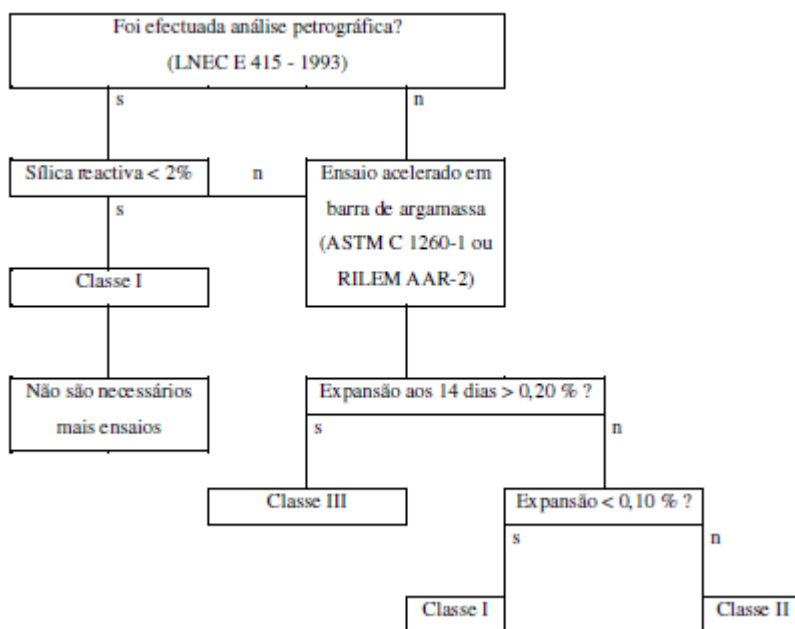 Foi efectuada análise petrográfica?
(LNEC E 415 - 1993)
s
n
Sílica reactiva < 2%
n
Ensaio acelerado em
barra de argamassa
(ASTM C 1260-1 ou
RILEM AAR-2)
s
Classe I
Não são necessários
mais ensaios
Expansão aos 14 dias > 0,20 % ?
s
n
Classe III
Expansão < 0,10 % ?
s
n
Classe I
Classe II